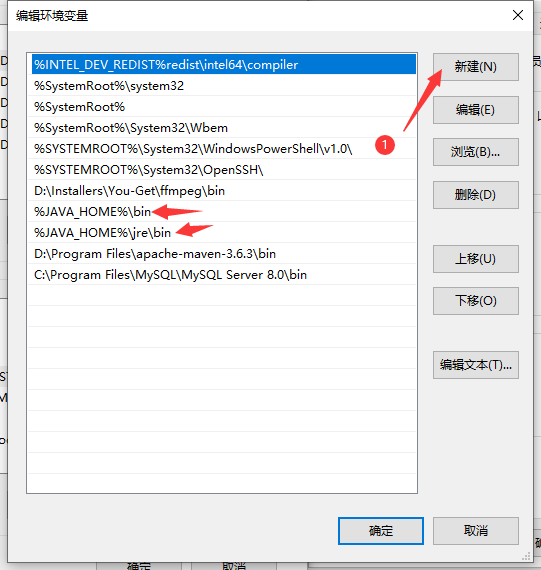 编辑环境变量
%INTEL_DEV_REDIST%redist\intel64\compiler
%SystemRoot%\system32
%SystemRoot%
%SystemRoot%\System32\Wbem
%SYSTEMROOT%\System32\WindowsPowerShell\v1.0\
%SYSTEMROOT%\System32\OpenSSH\
D:\Installers\You-Get\ffmpeg\bin
%JAVA_HOME%\bin
%JAVA_HOME%\jre\bin
D:\Program Files\apache-maven-3.6.3\bin
C:\Program Files\MySQL\MySQL Server 8.0\bin
1
新建(N)
编辑(E)
浏览(B)...
删除(D)
上移(U)
下移(O)
编辑文本(T)...
确定
取消